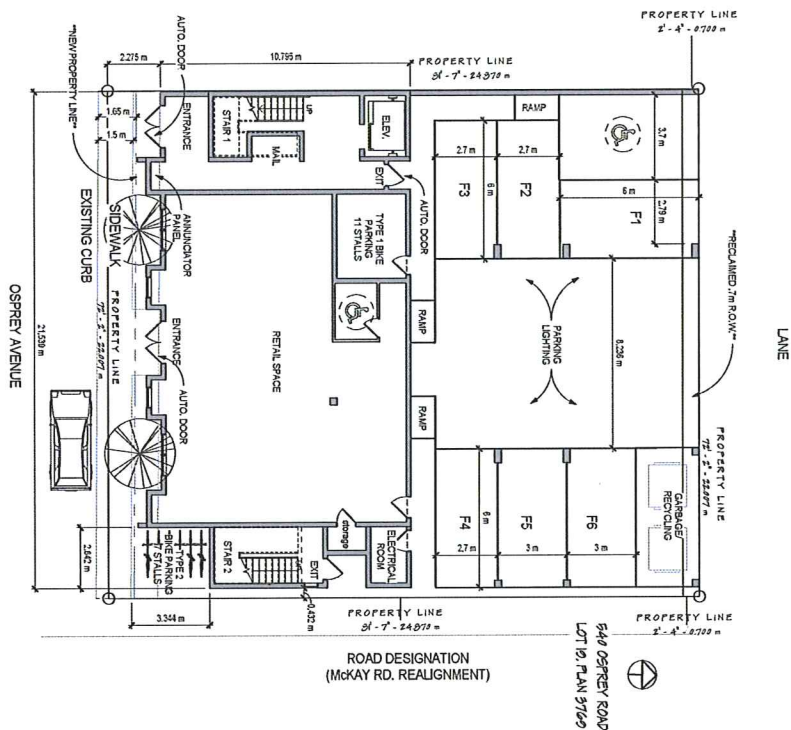 PROPERTY LINE
2' - 4" - 0.700 m
PROPERTY LINE
81' - 7" - 24.870 m
2.275 m
10.795 m
AUTO. DOOR
**NEW PROPERTY LINE**
1.65 m
1.5 m
ENTRANCE
STAIR 1
UP
MAIL
ELEV.
EXIT
AUTO. DOOR
RAMP
3.7 m
2.7 m
2.7 m
6 m
F3
F2
6 m
2.79 m
F1
**RECLAIMED .7m R.O.W.**
ANNUNCIATOR
PANEL
SIDEWALK
EXISTING CURB
TYPE 1 BIKE
PARKING
11 STALLS
OSPREY AVENUE
21.539 m
PROPERTY LINE
72' - 2" - 22.007 m
ENTRANCE
AUTO. DOOR
RETAIL SPACE
RAMP
RAMP
PARKING
LIGHTING
8.236 m
LANE
PROPERTY LINE
72' - 2" - 22.007 m
GARBAGE/
RECYCLING
F4
F5
F6
6 m
2.7 m
3 m
3 m
2.642 m
TYPE 2
BIKE PARKING
7 STALLS
STAIR 2
EXIT
storage
ELECTRICAL
ROOM
0.432 m
3.344 m
PROPERTY LINE
81' - 7" - 24.870 m
PROPERTY LINE
2' - 4" - 0.700 m
ROAD DESIGNATION
(McKAY RD. REALIGNMENT)
540 OSPREY ROAD
LOT 10, PLAN 3769